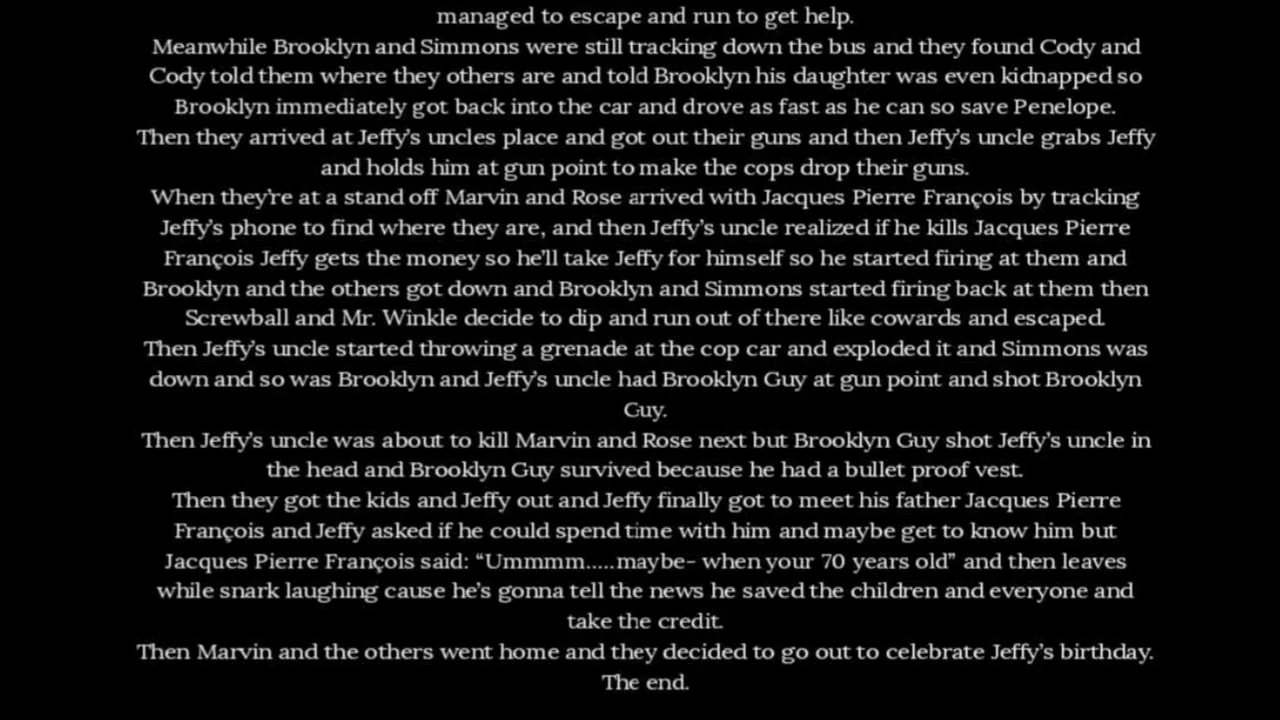 managed to escape and run to get help.
Meanwhile Brooklyn and Simmons were still tracking down the bus and they found Cody and
Cody told them where they others are and told Brooklyn his daughter was even kidnapped so
Brooklyn immediately got back into the car and drove as fast as he can so save Penelope.
Then they arrived at Jeffy's uncles place and got out their guns and then Jeffy's uncle grabs Jeffy
and holds him at gun point to make the cops drop their guns.
When they're at a stand off Marvin and Rose arrived with Jacques Pierre François by tracking
Jeffy's phone to find where they are, and then Jeffy's uncle realized if he kills Jacques Pierre
François Jeffy gets the money so he'll take Jeffy for himself so he started firing at them and
Brooklyn and the others got down and Brooklyn and Simmons started firing back at them then
Screwball and Mr. Winkle decide to dip and run out of there like cowards and escaped.
Then Jeffy's uncle started throwing a grenade at the cop car and exploded it and Simmons was
down and so was Brooklyn and Jeffy's uncle had Brooklyn Guy at gun point and shot Brooklyn
Guy.
Then Jeffy's uncle was about to kill Marvin and Rose next but Brooklyn Guy shot Jeffy's uncle in
the head and Brooklyn Guy survived because he had a bullet proof vest.
Then they got the kids and Jeffy out and Jeffy finally got to meet his father Jacques Pierre
François and Jeffy asked if he could spend time with him and maybe get to know him but
Jacques Pierre François said: “Ummmm.....maybe- when your 70 years old” and then leaves
while snark laughing cause he's gonna tell the news he saved the children and everyone and
take the credit.
Then Marvin and the others went home and they decided to go out to celebrate Jeffy's birthday.
The end.